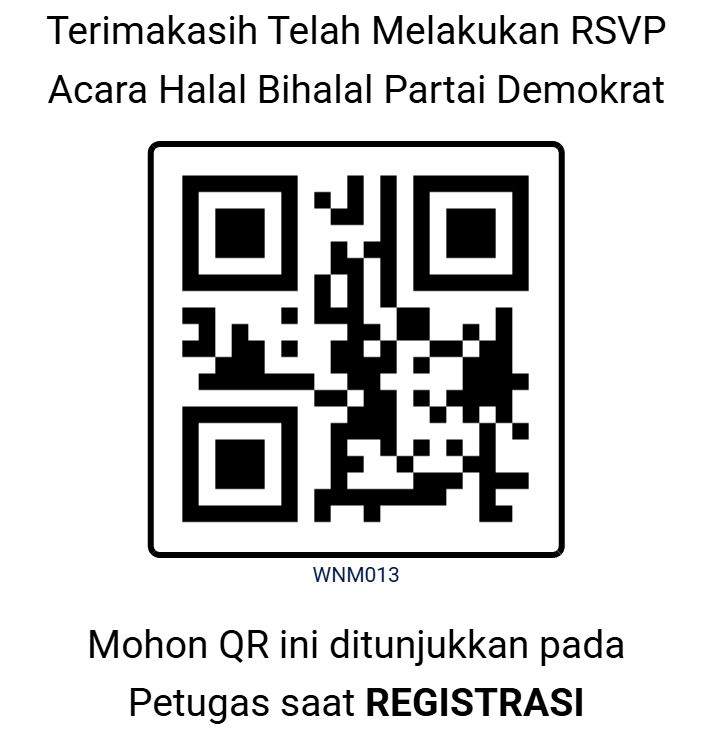 Terimakasih Telah Melakukan RSVP
Acara Halal Bihalal Partai Demokrat
WNM013
Mohon QR ini ditunjukkan pada
Petugas saat REGISTRASI